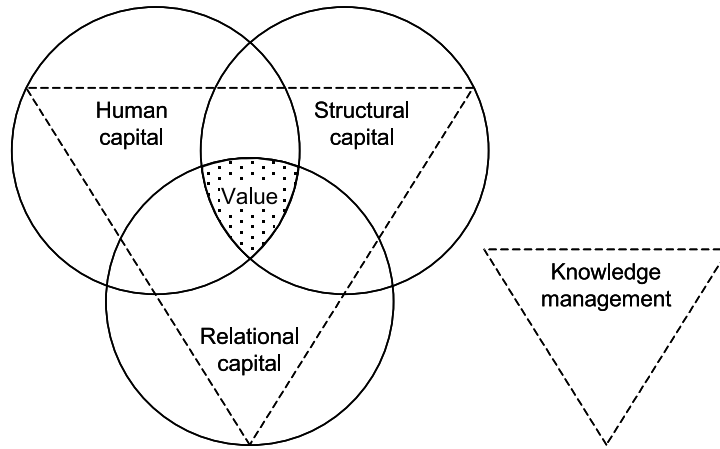 Human
capital
Structural
capital
Value
Relational
capital
Knowledge
management